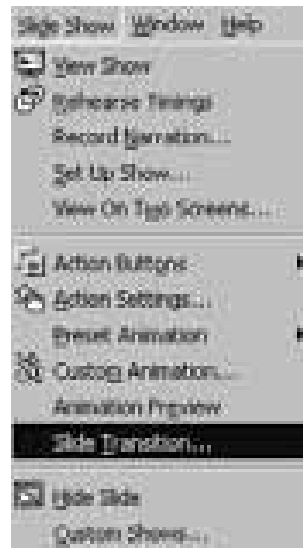 Slide Show Window Help
View Show
Rehearse Timings
Record Narration...
Set Up Show...
View On Two Screens...
Action Buttons
Action Settings...
Preset Animation
Custom Animation...
Animation Preview
Slide Transition...
Hide Slide
Custom Shows...